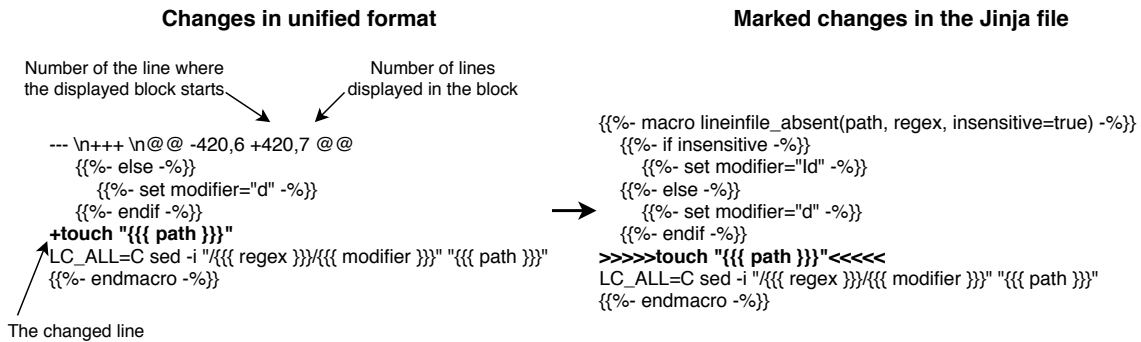 Changes in unified format
Number of the line where
the displayed block starts
Number of lines
displayed in the block
--- \n+++ \n@@ -420,6 +420,7 @@
{{%- else -%}}
{{%- set modifier="d" -%}}
{{%- endif -%}}
+touch "{{{ path }}}"
LC_ALL=C sed -i "/{{{ regex }}}/{{{ modifier }}}" "{{{ path }}}"
{{%- endmacro -%}}
The changed line
Marked changes in the Jinja file
{{%- macro lineinfile_absent(path, regex, insensitive=true) -%}}
{{%- if insensitive -%}}
{{%- set modifier="Id" -%}}
{{%- else -%}}
{{%- set modifier="d" -%}}
{{%- endif -%}}
>>>>>touch "{{{ path }}}"<<<<<
LC_ALL=C sed -i "/{{{ regex }}}/{{{ modifier }}}" "{{{ path }}}"
{{%- endmacro -%}}